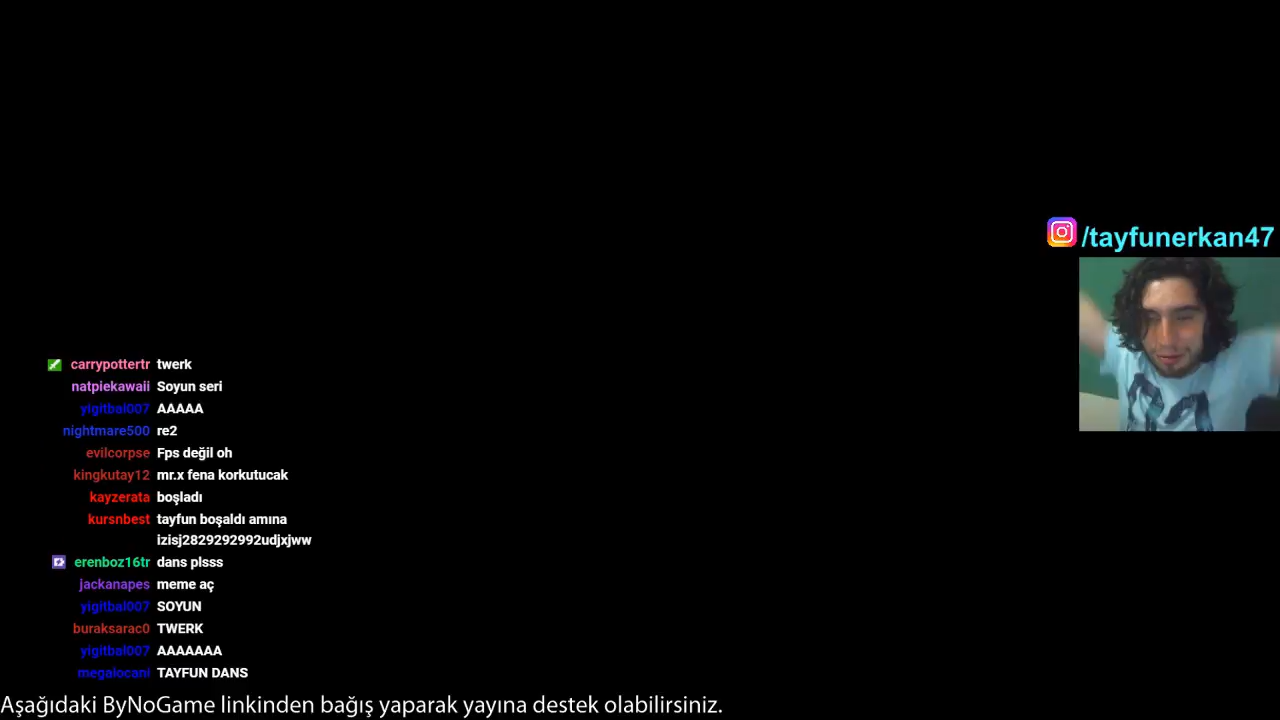 /tayfunerkan47
carrypottertr twerk
natpiekawaii Soyun seri
yigitbal007 AAAAA
nightmare500 re2
evilcorpse Fps değil oh
kingkutay12 mr.x fena korkutucak
kayzerata boşladı
kursnbest tayfun boşaldı amına
izisj2829292992udjxjww
erenboz16tr dans plsss
jackanapes meme aç
yigitbal007 SOYUN
buraksarac0 TWERK
yigitbal007 AAAAAAA
megalocani TAYFUN DANS
Aşağıdaki ByNoGame linkinden bağış yaparak yayına destek olabilirsiniz.